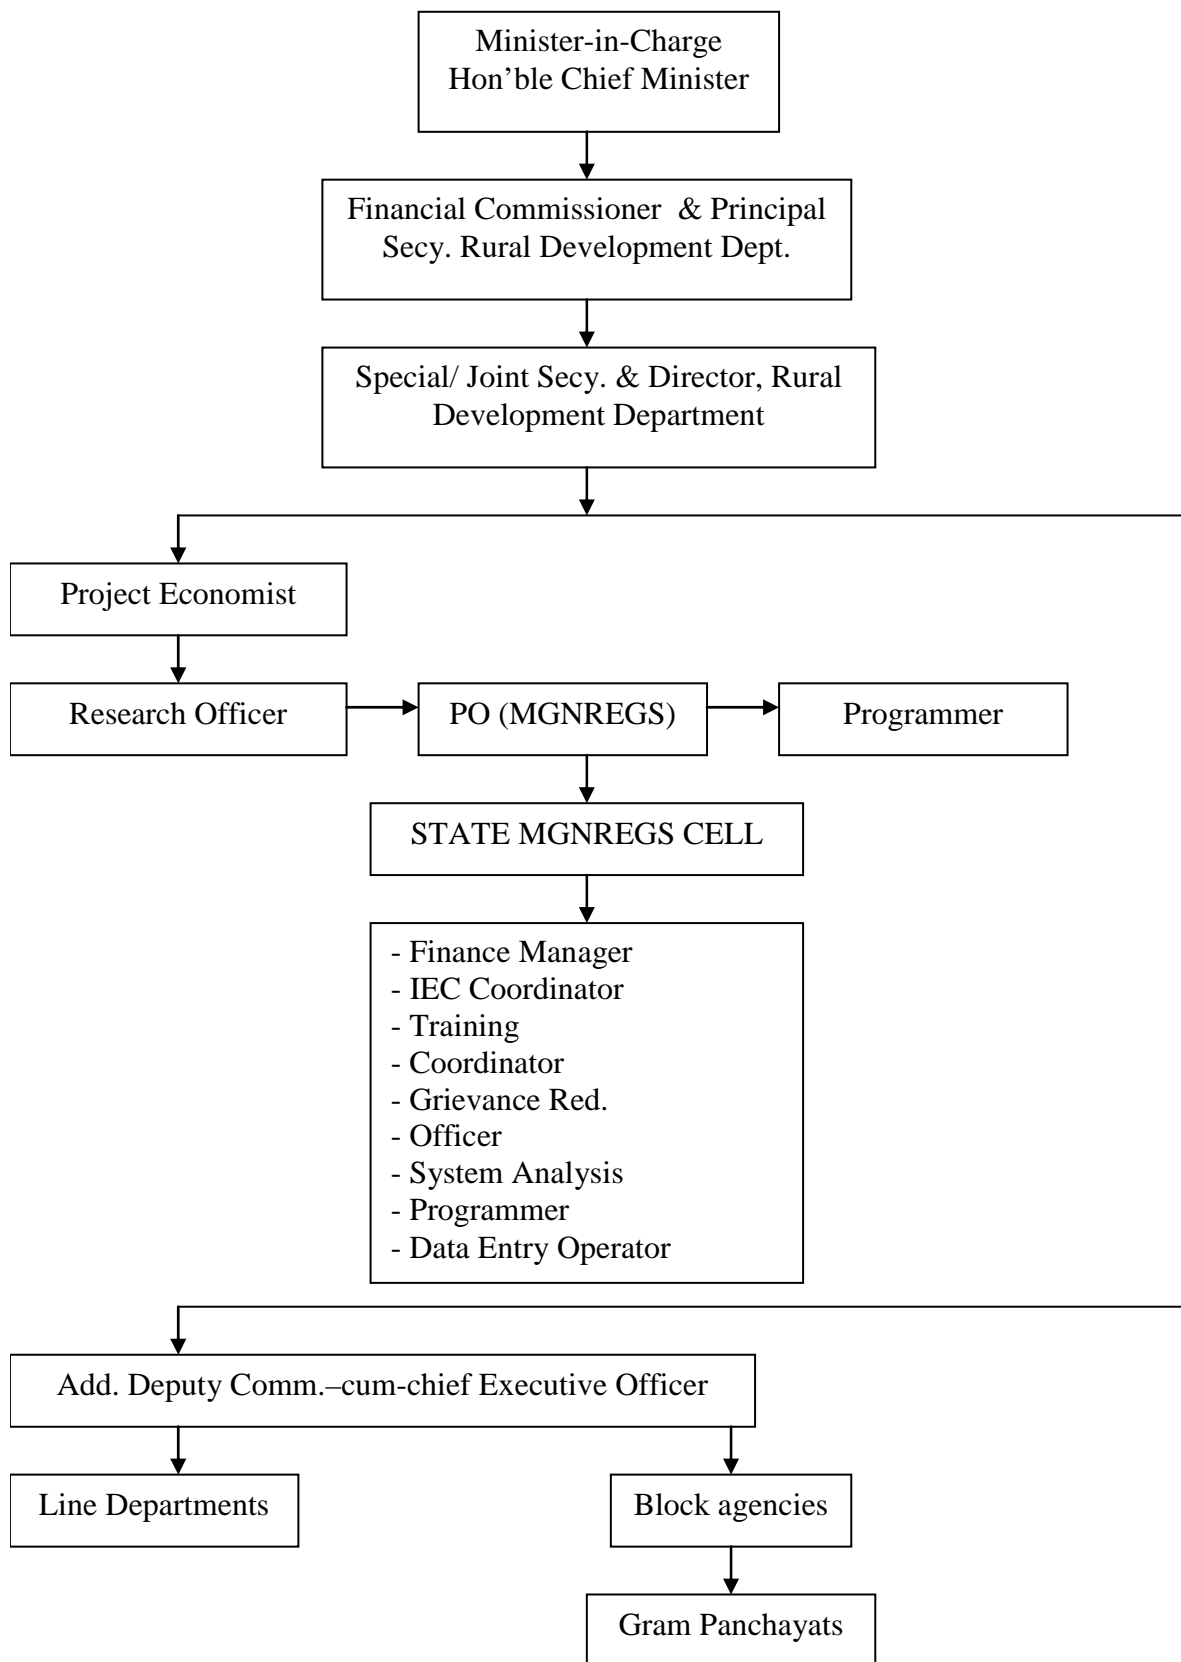 Minister-in-Charge
Hon’ble Chief Minister
Financial Commissioner  & Principal
Secy. Rural Development Dept.
Special/ Joint Secy. & Director, Rural
Development Department
Project Economist
Research Officer
PO (MGNREGS)
Programmer
STATE MGNREGS CELL
- Finance Manager
- IEC Coordinator
- Training
- Coordinator
- Grievance Red.
- Officer
- System Analysis
- Programmer
- Data Entry Operator
Add. Deputy Comm.–cum-chief Executive Officer
Line Departments
Block agencies
Gram Panchayats